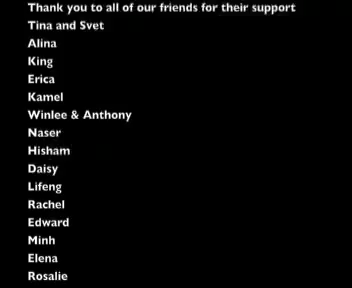 Thank you to all of our friends for their support
Tina and Svet
Alina
King
Erica
Kamel
Winlee & Anthony
Naser
Hisham
Daisy
Lifeng
Rachel
Edward
Minh
Elena
Rosalie